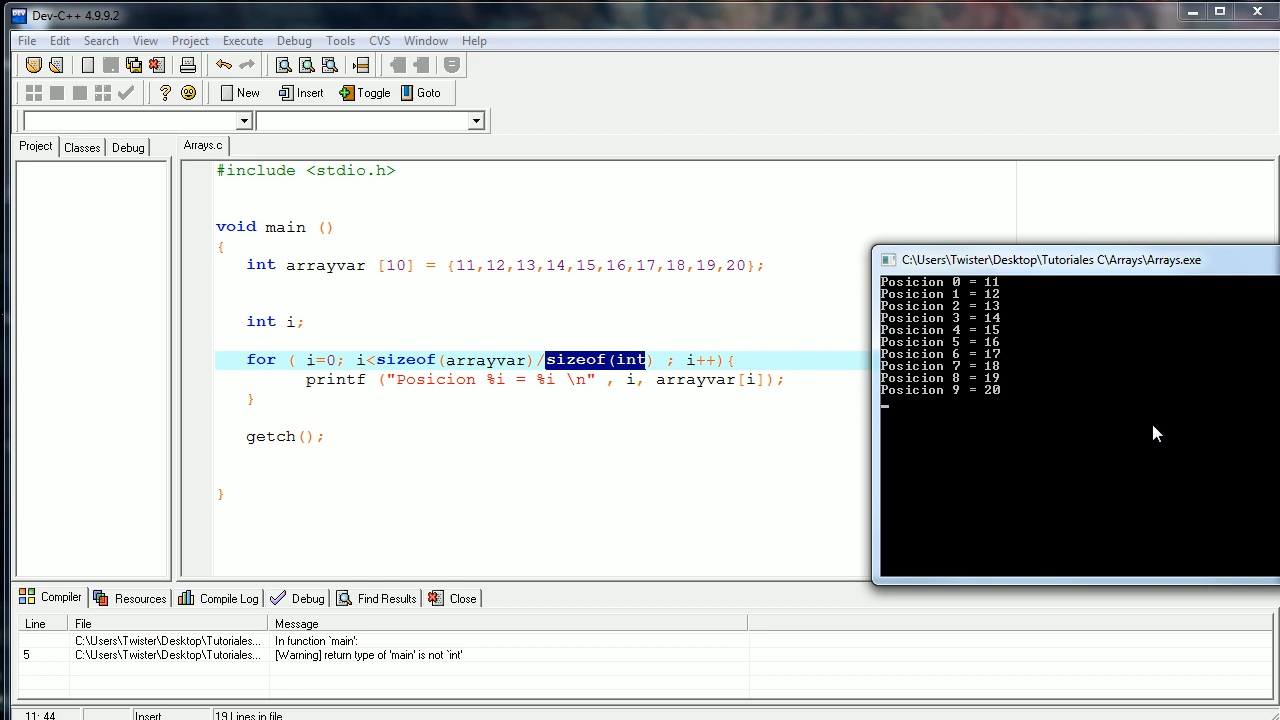 Dev-C++ 4.9.9.2
File Edit Search View Project Execute Debug Tools CVS Window Help
New Insert Toggle Goto
Project Classes Debug
Arrays.c
#include <stdio.h>
void main ()
{
int arrayvar [10] = {11,12,13,14,15,16,17,18,19,20};
int i;
for ( i=0; i<sizeof(arrayvar)/sizeof(int) ; i++){
printf ("Posicion %i = %i \n" , i, arrayvar[i]);
}
getch();
}
C:\Users\Twister\Desktop\Tutoriales C\Arrays\Arrays.exe
Posicion 0 = 11
Posicion 1 = 12
Posicion 2 = 13
Posicion 3 = 14
Posicion 4 = 15
Posicion 5 = 16
Posicion 6 = 17
Posicion 7 = 18
Posicion 8 = 19
Posicion 9 = 20
Compiler Resources Compile Log Debug Find Results Close
Line File Message
C:\Users\Twister\Desktop\Tutoriales... In function `main':
5 C:\Users\Twister\Desktop\Tutoriales... [Warning] return type of 'main' is not `int'
11: 44 Insert 19 Lines in file